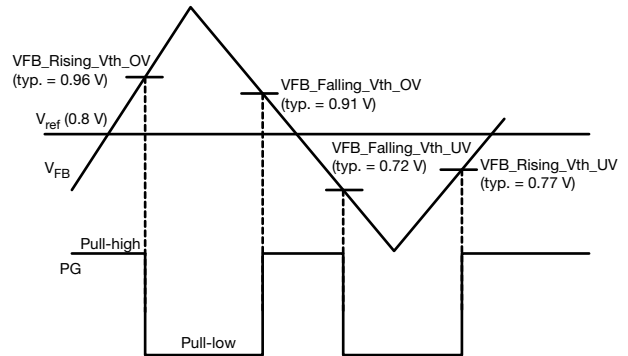 VFB_Rising_Vth_OV
(typ. = 0.96 V)
VFB_Falling_Vth_OV
(typ. = 0.91 V)
Vref (0.8 V)
VFB_Falling_Vth_UV
(typ. = 0.72 V)
VFB_Rising_Vth_UV
(typ. = 0.77 V)
VFB
Pull-high
PG
Pull-low